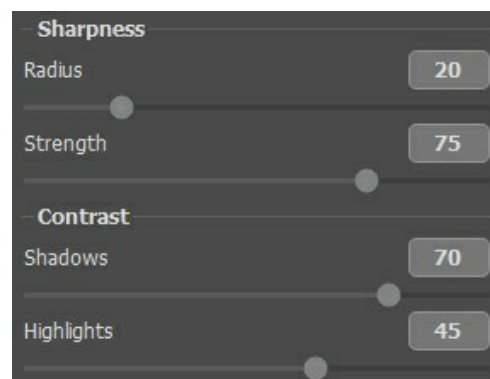 Sharpness
Radius 20
Strength 75
Contrast
Shadows 70
Highlights 45